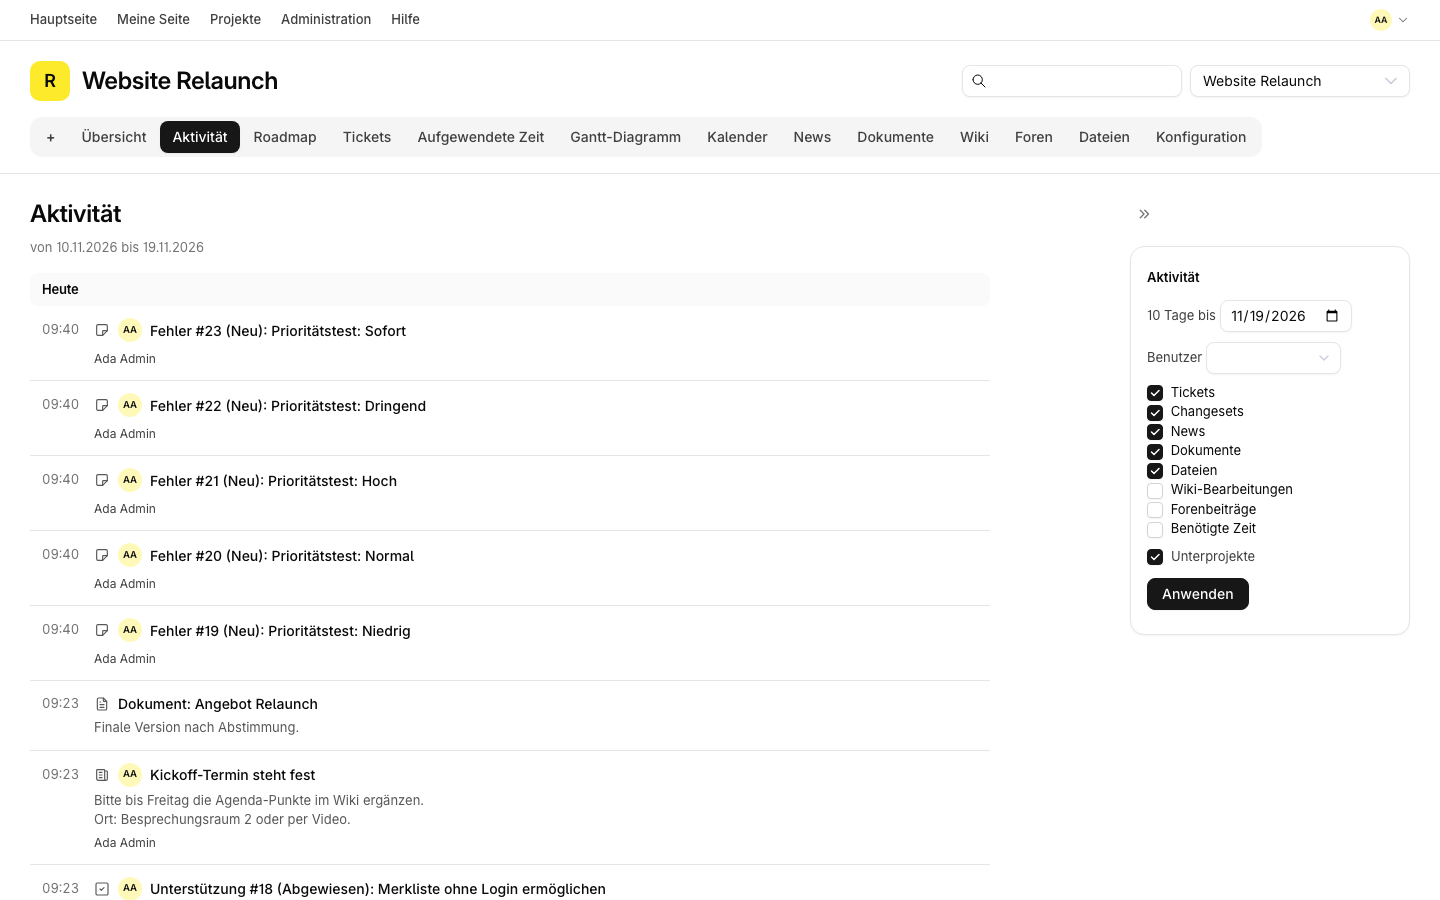 Hauptseite Meine Seite Projekte Administration Hilfe AA
R Website Relaunch Website Relaunch
+ Übersicht Aktivität Roadmap Tickets Aufgewendete Zeit Gantt-Diagramm Kalender News Dokumente Wiki Foren Dateien Konfiguration
Aktivität
von 10.11.2026 bis 19.11.2026
Heute
09:40 AA Fehler #23 (Neu): Prioritätstest: Sofort
Ada Admin
09:40 AA Fehler #22 (Neu): Prioritätstest: Dringend
Ada Admin
09:40 AA Fehler #21 (Neu): Prioritätstest: Hoch
Ada Admin
09:40 AA Fehler #20 (Neu): Prioritätstest: Normal
Ada Admin
09:40 AA Fehler #19 (Neu): Prioritätstest: Niedrig
Ada Admin
09:23 Dokument: Angebot Relaunch
Finale Version nach Abstimmung.
09:23 AA Kickoff-Termin steht fest
Bitte bis Freitag die Agenda-Punkte im Wiki ergänzen.
Ort: Besprechungsraum 2 oder per Video.
Ada Admin
09:23 AA Unterstützung #18 (Abgewiesen): Merkliste ohne Login ermöglichen
Aktivität
10 Tage bis 11/19/2026
Benutzer
Tickets
Changesets
News
Dokumente
Dateien
Wiki-Bearbeitungen
Forenbeiträge
Benötigte Zeit
Unterprojekte
Anwenden